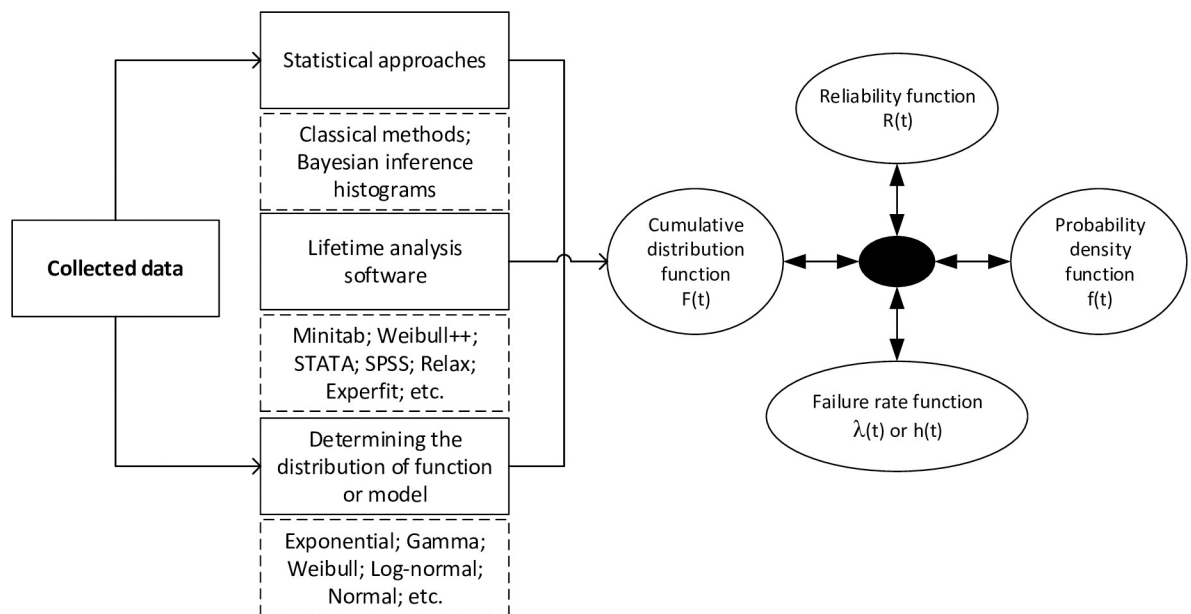 Collected data
Statistical approaches
Classical methods;
Bayesian inference
histograms
Lifetime analysis
software
Minitab; Weibull++;
STATA; SPSS; Relax;
Experfit; etc.
Determining the
distribution of function
or model
Exponential; Gamma;
Weibull; Log-normal;
Normal; etc.
Cumulative
distribution
function
F(t)
Reliability function
R(t)
Probability
density
function
f(t)
Failure rate function
λ(t) or h(t)